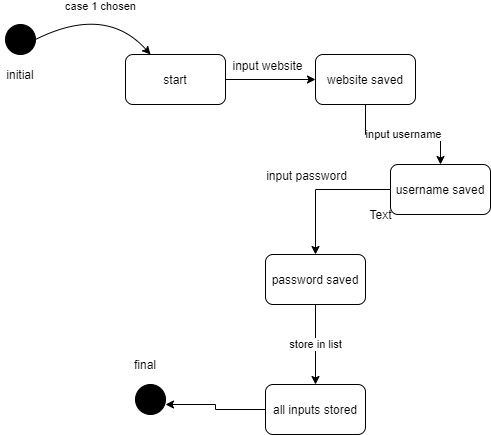 case 1 chosen
initial
start
input website
website saved
input username
username saved
input password
Text
password saved
store in list
final
all inputs stored